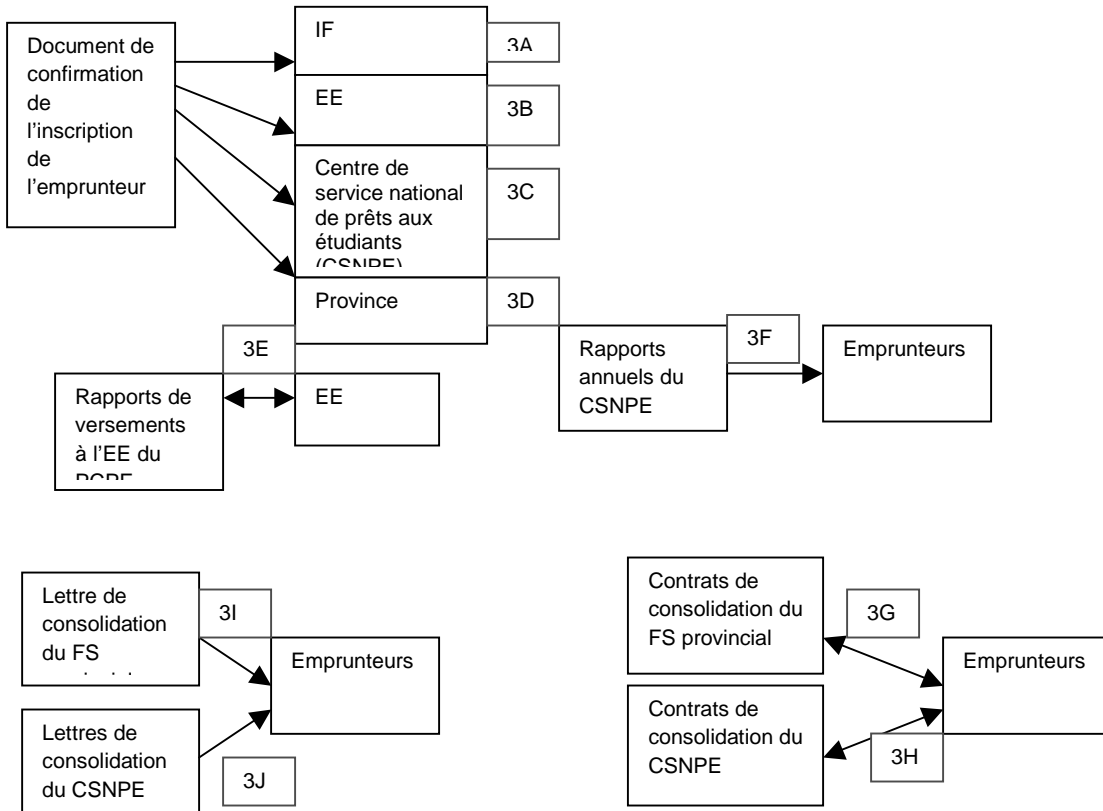 Document de
confirmation
de
l'inscription
de
l'emprunteur
IF
3A
EE
3B
Centre de
service national
de prêts aux
étudiants
(CSNPE)
3C
Province
3D
3E
Rapports de
versements
à l'EE du
EE
Rapports
annuels du
CSNPE
3F
Emprunteurs
Lettre de
consolidation
du FS
3I
Emprunteurs
Lettres de
consolidation
du CSNPE
3J
Contrats de
consolidation du
FS provincial
3G
Emprunteurs
Contrats de
consolidation du
CSNPE
3H